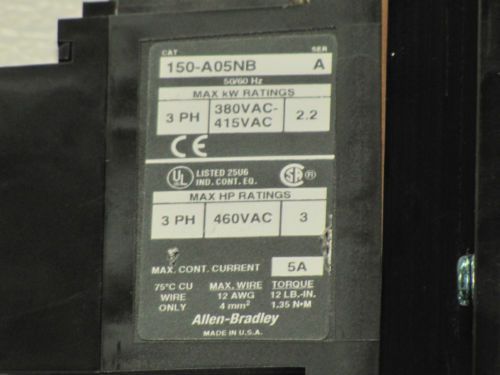 CAT SER
150-A05NB A
50/60 Hz
MAX kW RATINGS
3 PH 380VAC-415VAC 2.2
CE
UL LISTED 25U6 IND. CONT. EQ. SA ®
MAX HP RATINGS
3 PH 460VAC 3
MAX. CONT. CURRENT 5A
75°C CU MAX. WIRE TORQUE
WIRE 12 AWG 12 LB.-IN.
ONLY 4 mm² 1.35 N•M
Allen-Bradley
MADE IN U.S.A.